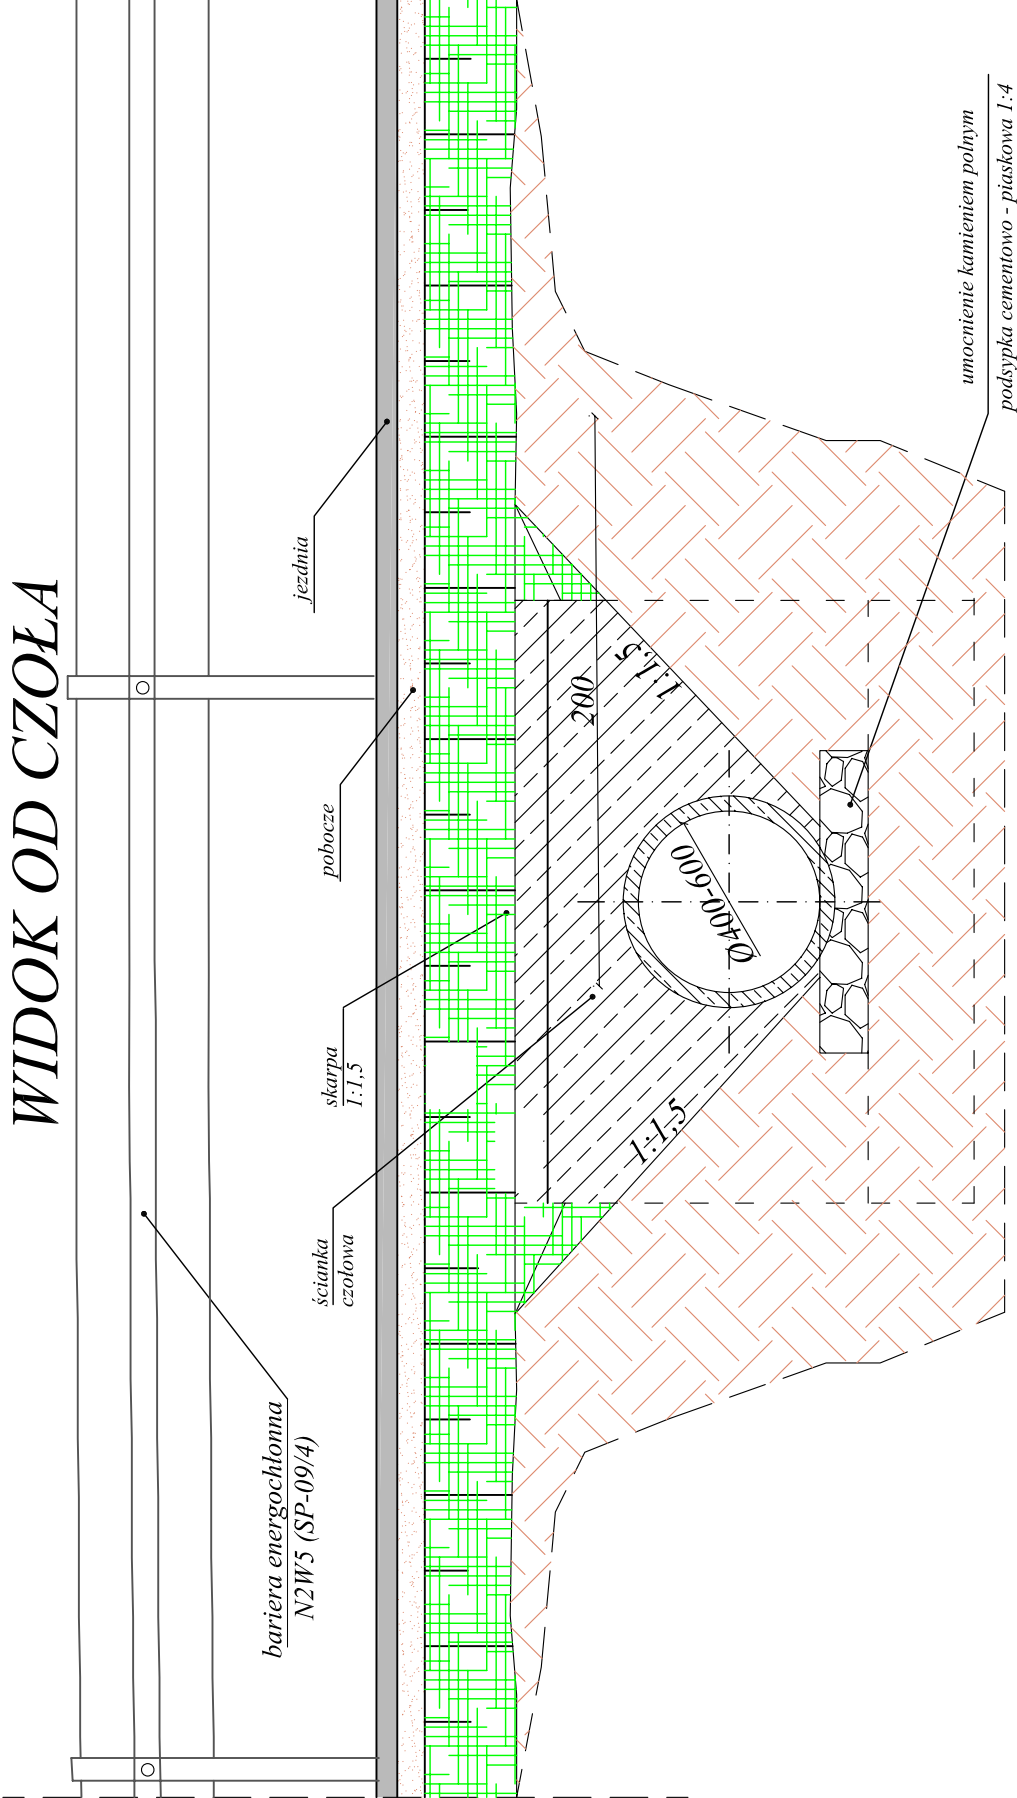 WIDOK OD CZOŁA
bariera energochłonna
N2W5 (SP-09/4)
ścianka
czołowa
skarpa
1:1,5
pobocze
jezdnia
1:1,5
200
1:1,5
Ø400-600
umocnienie kamieniem polnym
podsypka cementowo - piaskowa 1:4